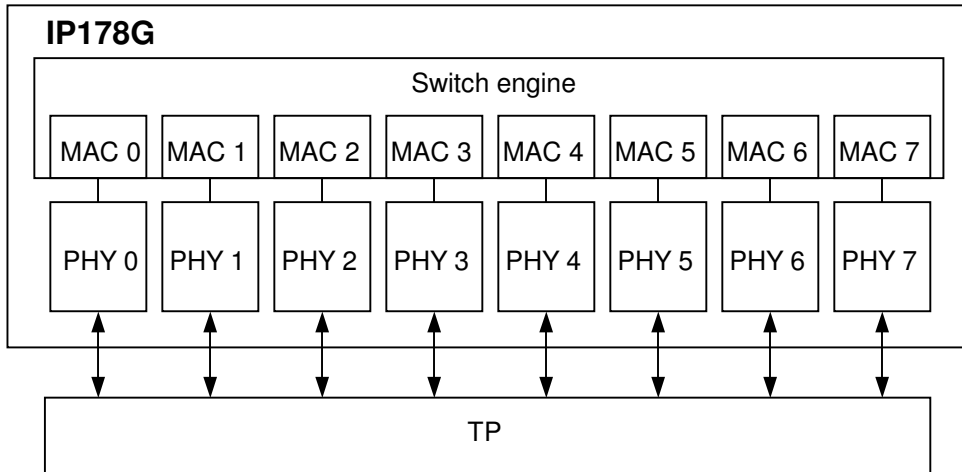 IP178G
Switch engine
MAC 0 MAC 1 MAC 2 MAC 3 MAC 4 MAC 5 MAC 6 MAC 7
PHY 0 PHY 1 PHY 2 PHY 3 PHY 4 PHY 5 PHY 6 PHY 7
TP